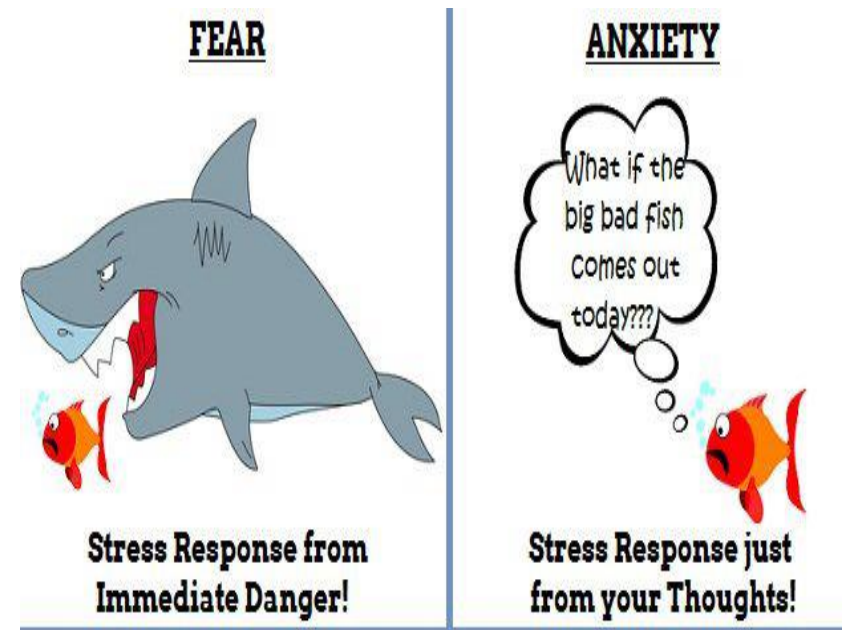 FEAR
Stress Response from
Immediate Danger!
ANXIETY
What if the
big bad fish
comes out
today???
Stress Response just
from your Thoughts!